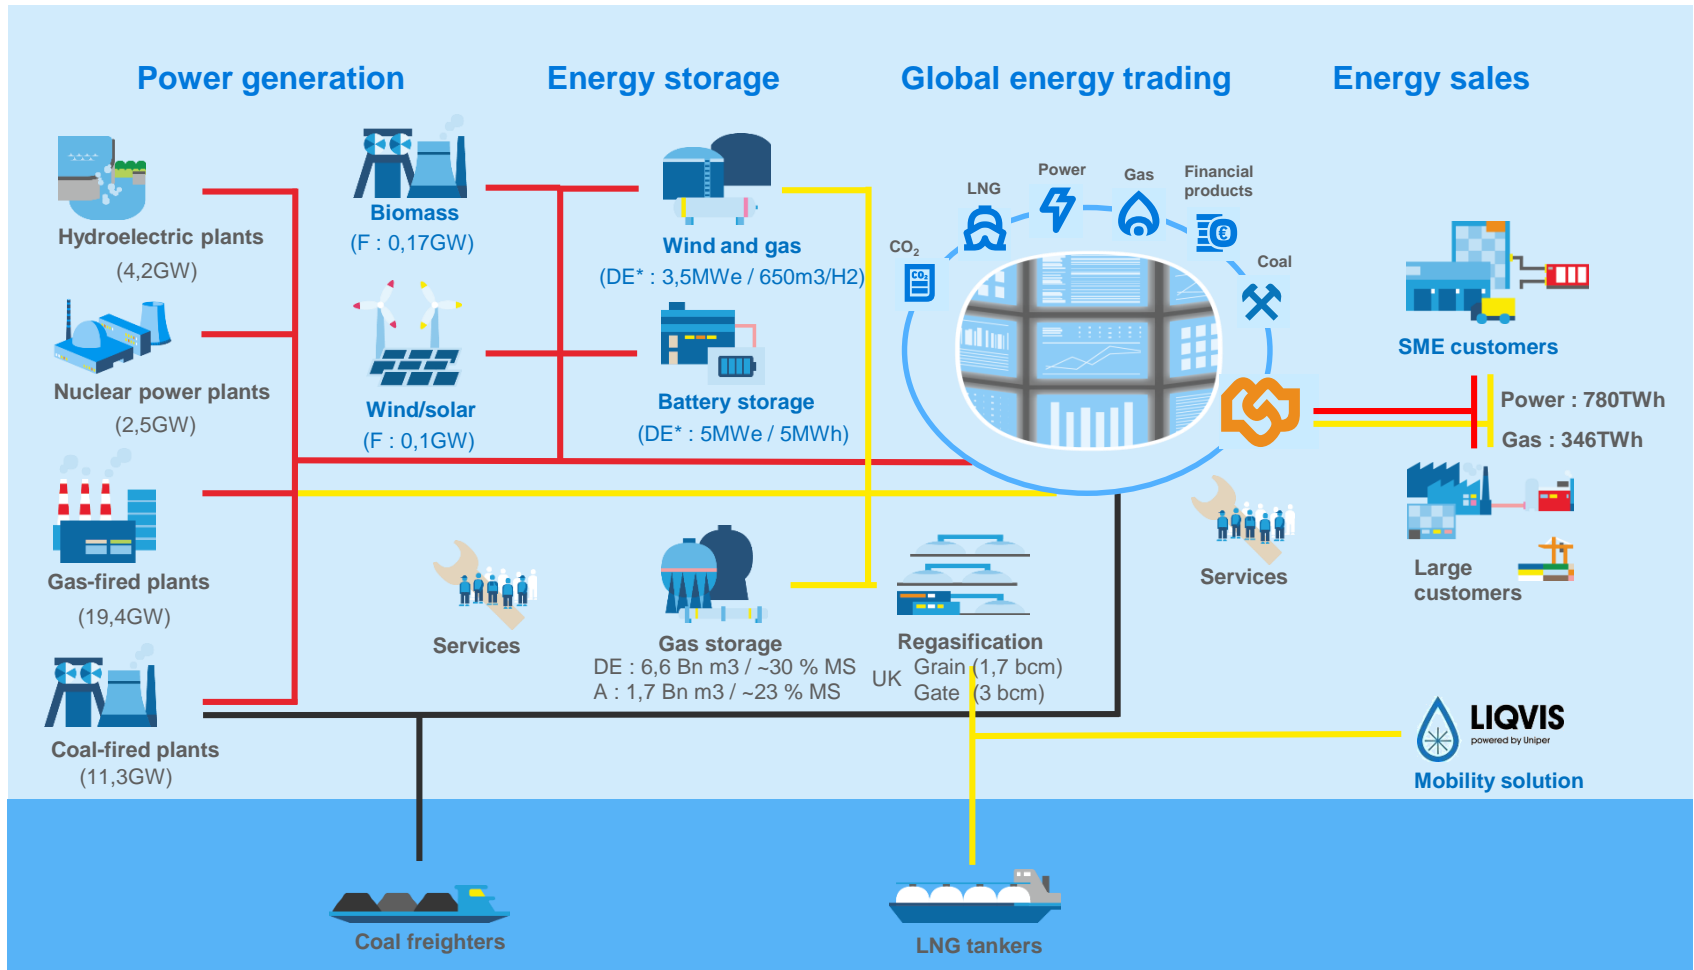 Power generation
Energy storage
Global energy trading
Energy sales
Hydroelectric plants
(4,2GW)
Nuclear power plants
(2,5GW)
Gas-fired plants
(19,4GW)
Coal-fired plants
(11,3GW)
Biomass
(F : 0,17GW)
Wind/solar
(F : 0,1GW)
Services
Wind and gas
(DE* : 3,5MWe / 650m3/H2)
Battery storage
(DE* : 5MWe / 5MWh)
Gas storage
DE : 6,6 Bn m3 / ~30 % MS
A : 1,7 Bn m3 / ~23 % MS
Regasification
UK
Grain (1,7 bcm)
Gate (3 bcm)
CO2
CO2
LNG
Power
Gas
Financial
products
€
Coal
Services
SME customers
Power : 780TWh
Gas : 346TWh
Large
customers
LIQVIS
powered by Uniper
Mobility solution
Coal freighters
LNG tankers